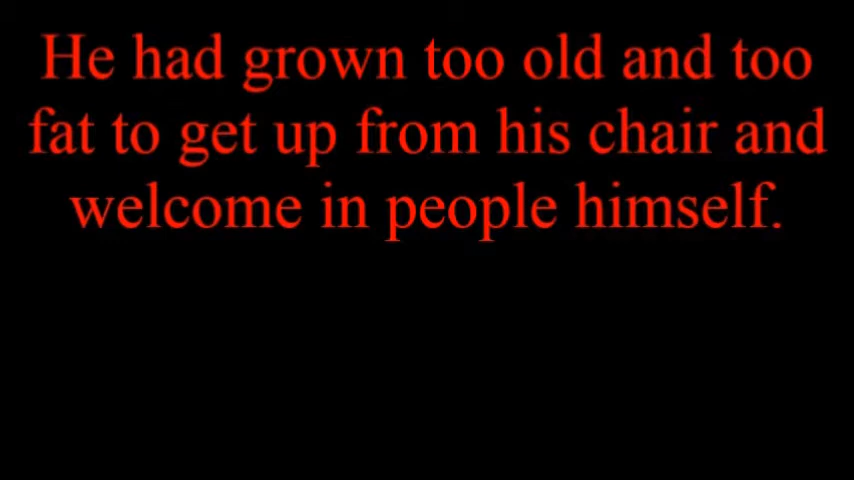 He had grown too old and too
fat to get up from his chair and
welcome in people himself.